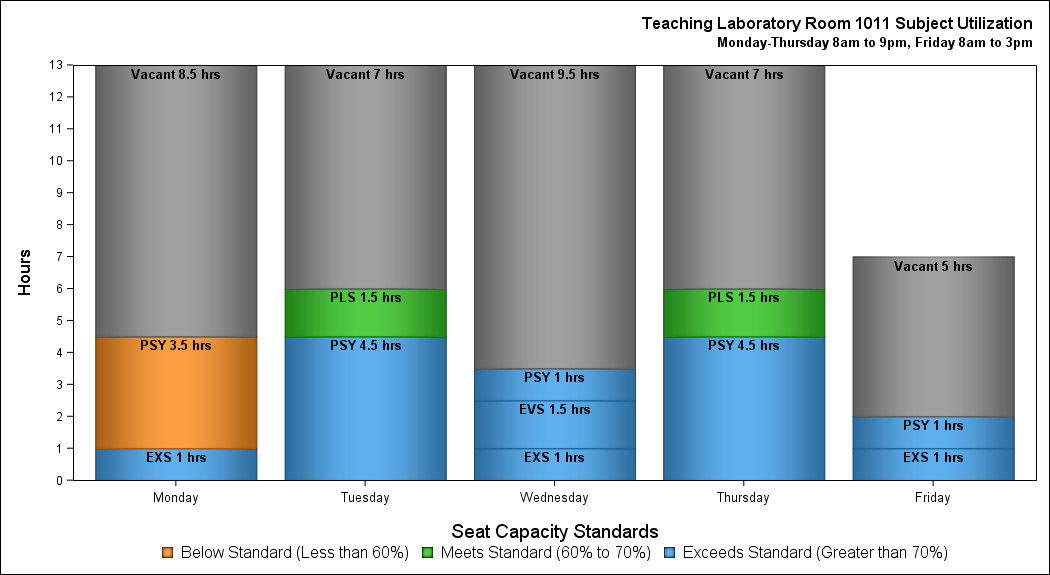 Teaching Laboratory Room 1011 Subject Utilization
Monday-Thursday 8am to 9pm, Friday 8am to 3pm
Hours
13
12
11
10
9
8
7
6
5
4
3
2
1
0
Vacant 8.5 hrs
PSY 3.5 hrs
EXS 1 hrs
Vacant 7 hrs
PLS 1.5 hrs
PSY 4.5 hrs
Vacant 9.5 hrs
PSY 1 hrs
EVS 1.5 hrs
EXS 1 hrs
Vacant 7 hrs
PLS 1.5 hrs
PSY 4.5 hrs
Vacant 5 hrs
PSY 1 hrs
EXS 1 hrs
Monday Tuesday Wednesday Thursday Friday
Seat Capacity Standards
Below Standard (Less than 60%) Meets Standard (60% to 70%) Exceeds Standard (Greater than 70%)